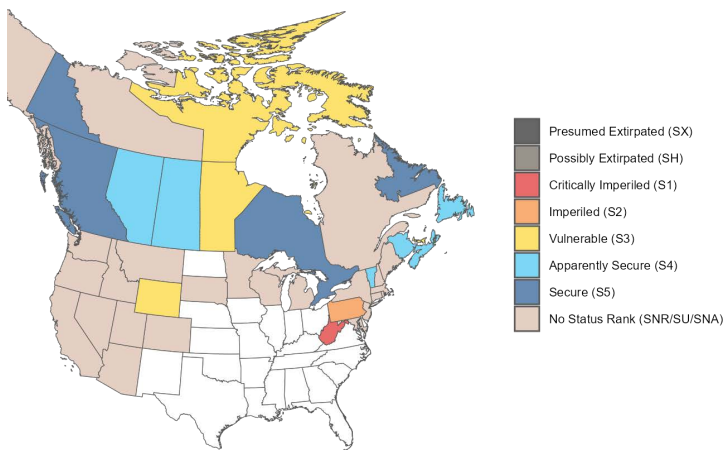 Presumed Extirpated (SX)
Possibly Extirpated (SH)
Critically Imperiled (S1)
Imperiled (S2)
Vulnerable (S3)
Apparently Secure (S4)
Secure (S5)
No Status Rank (SNR/SU/SNA)